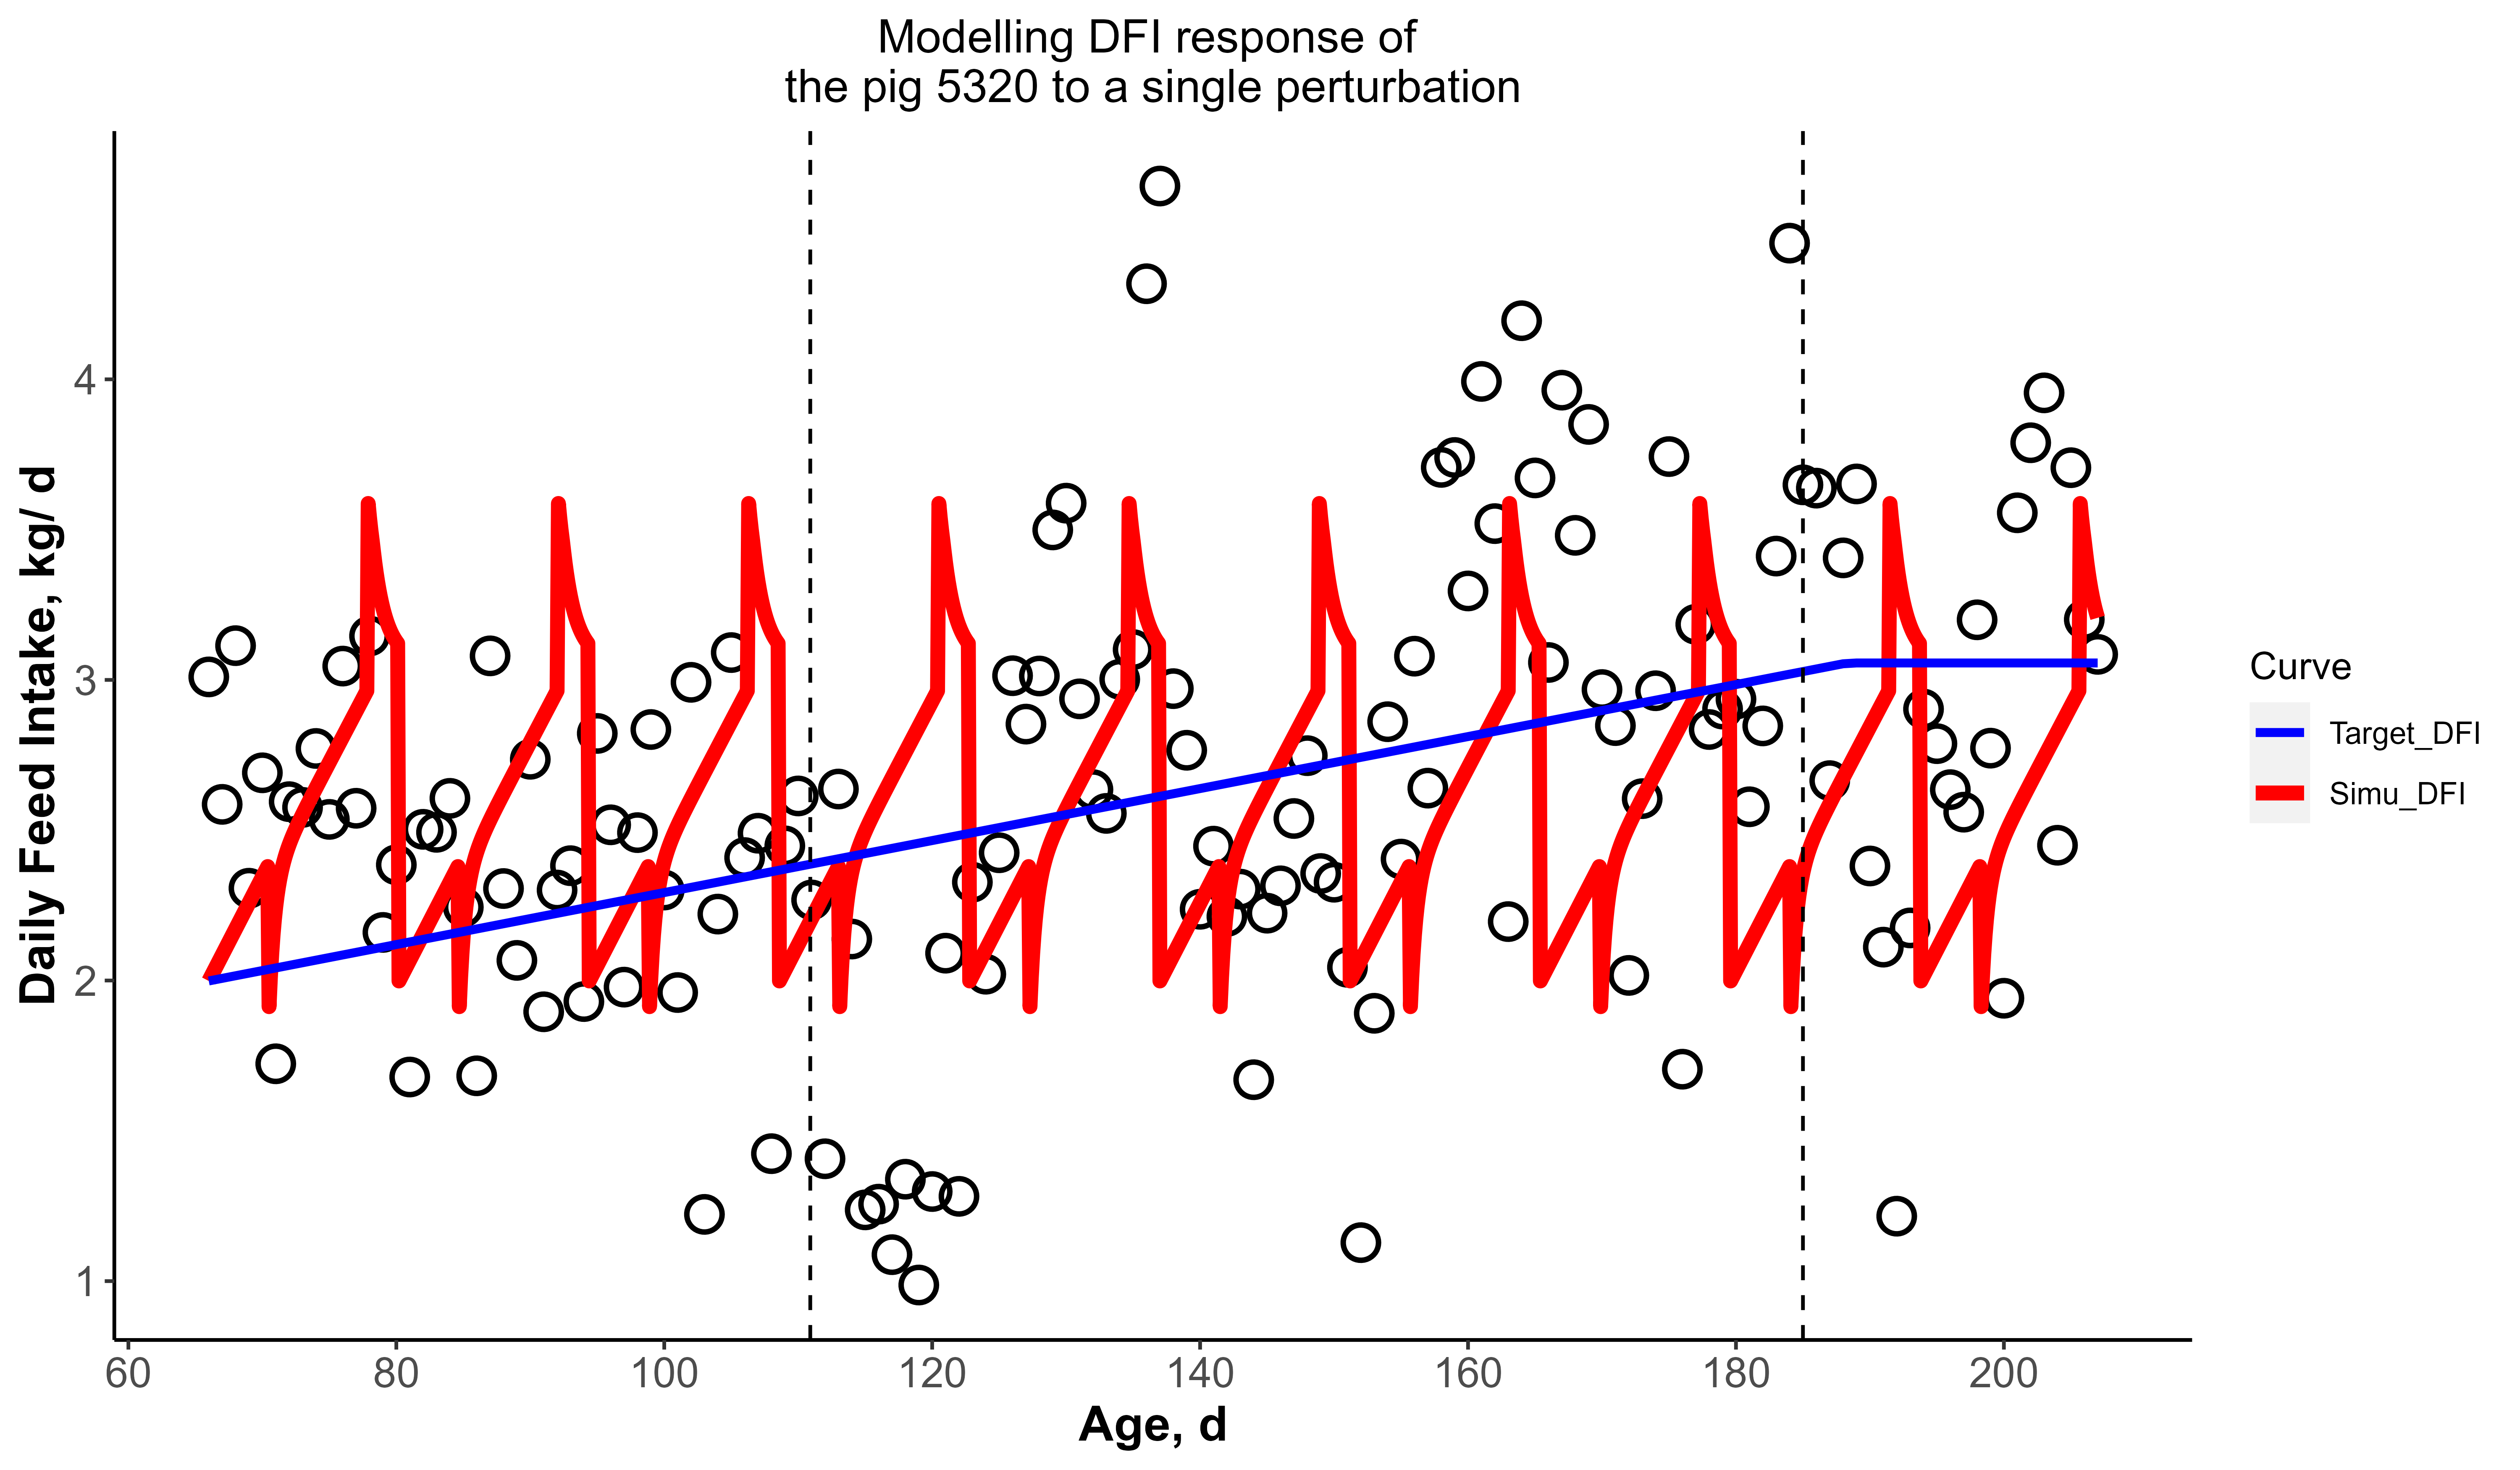 Modelling DFI response of
the pig 5320 to a single perturbation
Daily Feed Intake, kg/ d
4
3
2
1
60 80 100 120 140 160 180 200
Age, d
Curve
Target_DFI
Simu_DFI